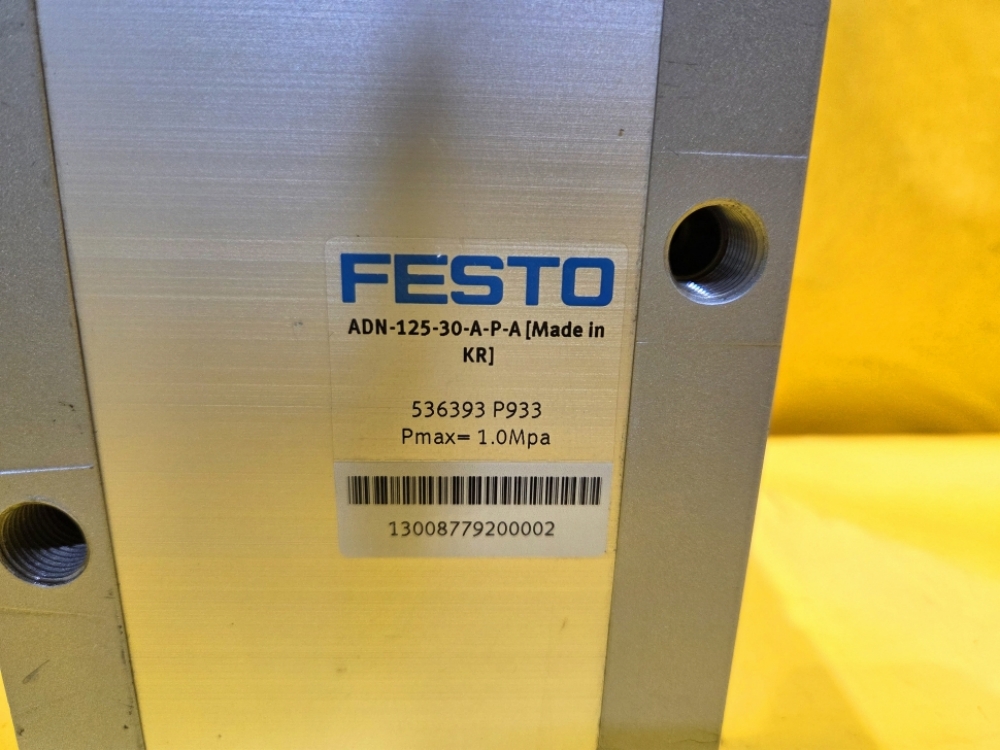 FESTO
ADN-125-30-A-P-A [Made in
KR]
536393 P933
Pmax= 1.0Mpa
13008779200002